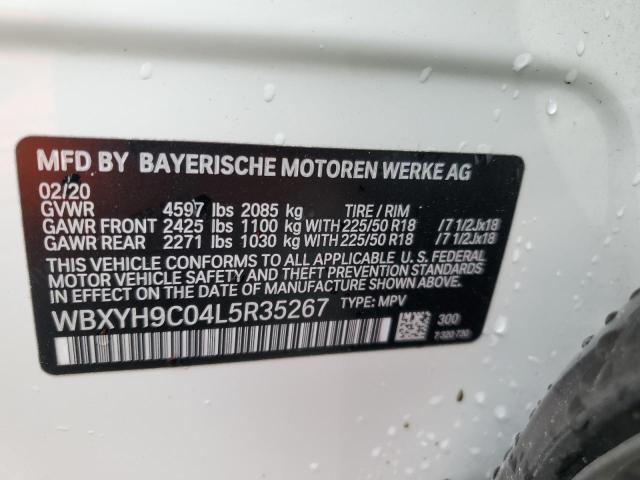 MFD BY BAYERISCHE MOTOREN WERKE AG
02/20
GVWR 4597 lbs 2085 kg TIRE / RIM
GAWR FRONT 2425 lbs 1100 kg WITH 225/50 R18 /7 1/2Jx18
GAWR REAR 2271 lbs 1030 kg WITH 225/50 R18 /7 1/2Jx18
THIS VEHICLE CONFORMS TO ALL APPLICABLE U. S. FEDERAL
MOTOR VEHICLE SAFETY AND THEFT PREVENTION STANDARDS
IN EFFECT ON THE DATE OF MANUFACTURE SHOWN ABOVE.
WBXYH9C04L5R35267 TYPE: MPV
300
7 320 730